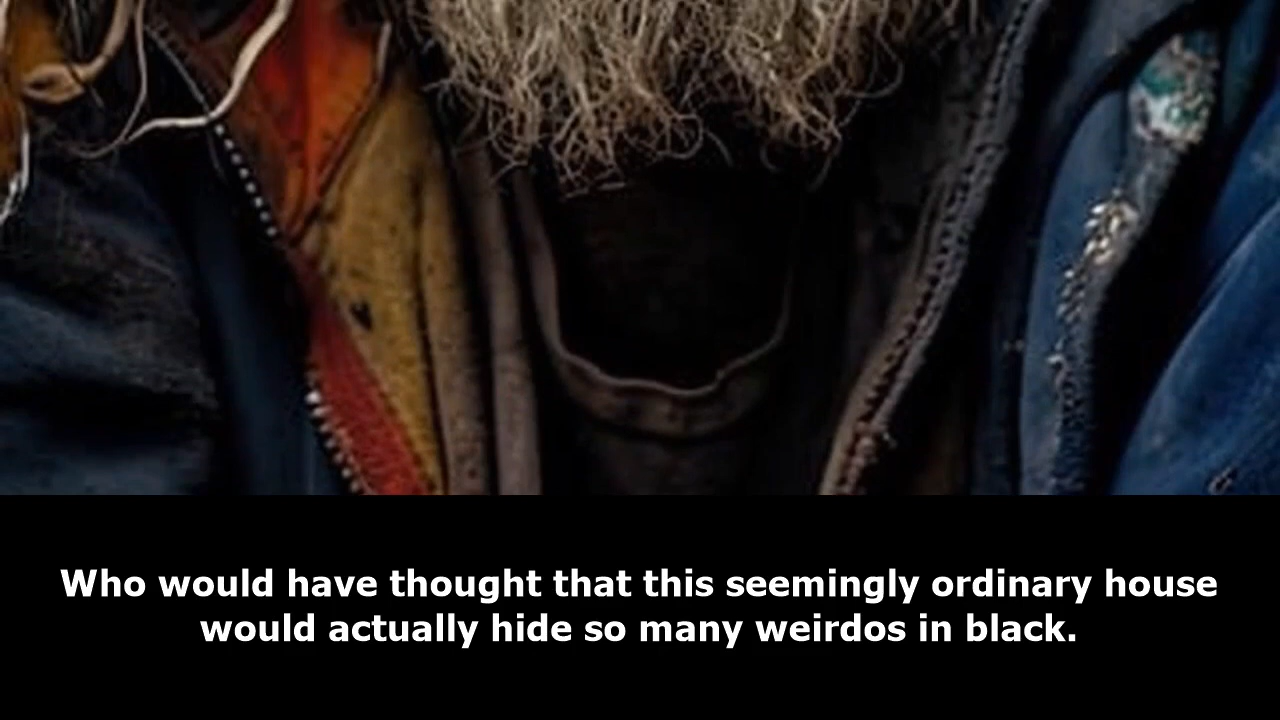 Who would have thought that this seemingly ordinary house
would actually hide so many weirdos in black.